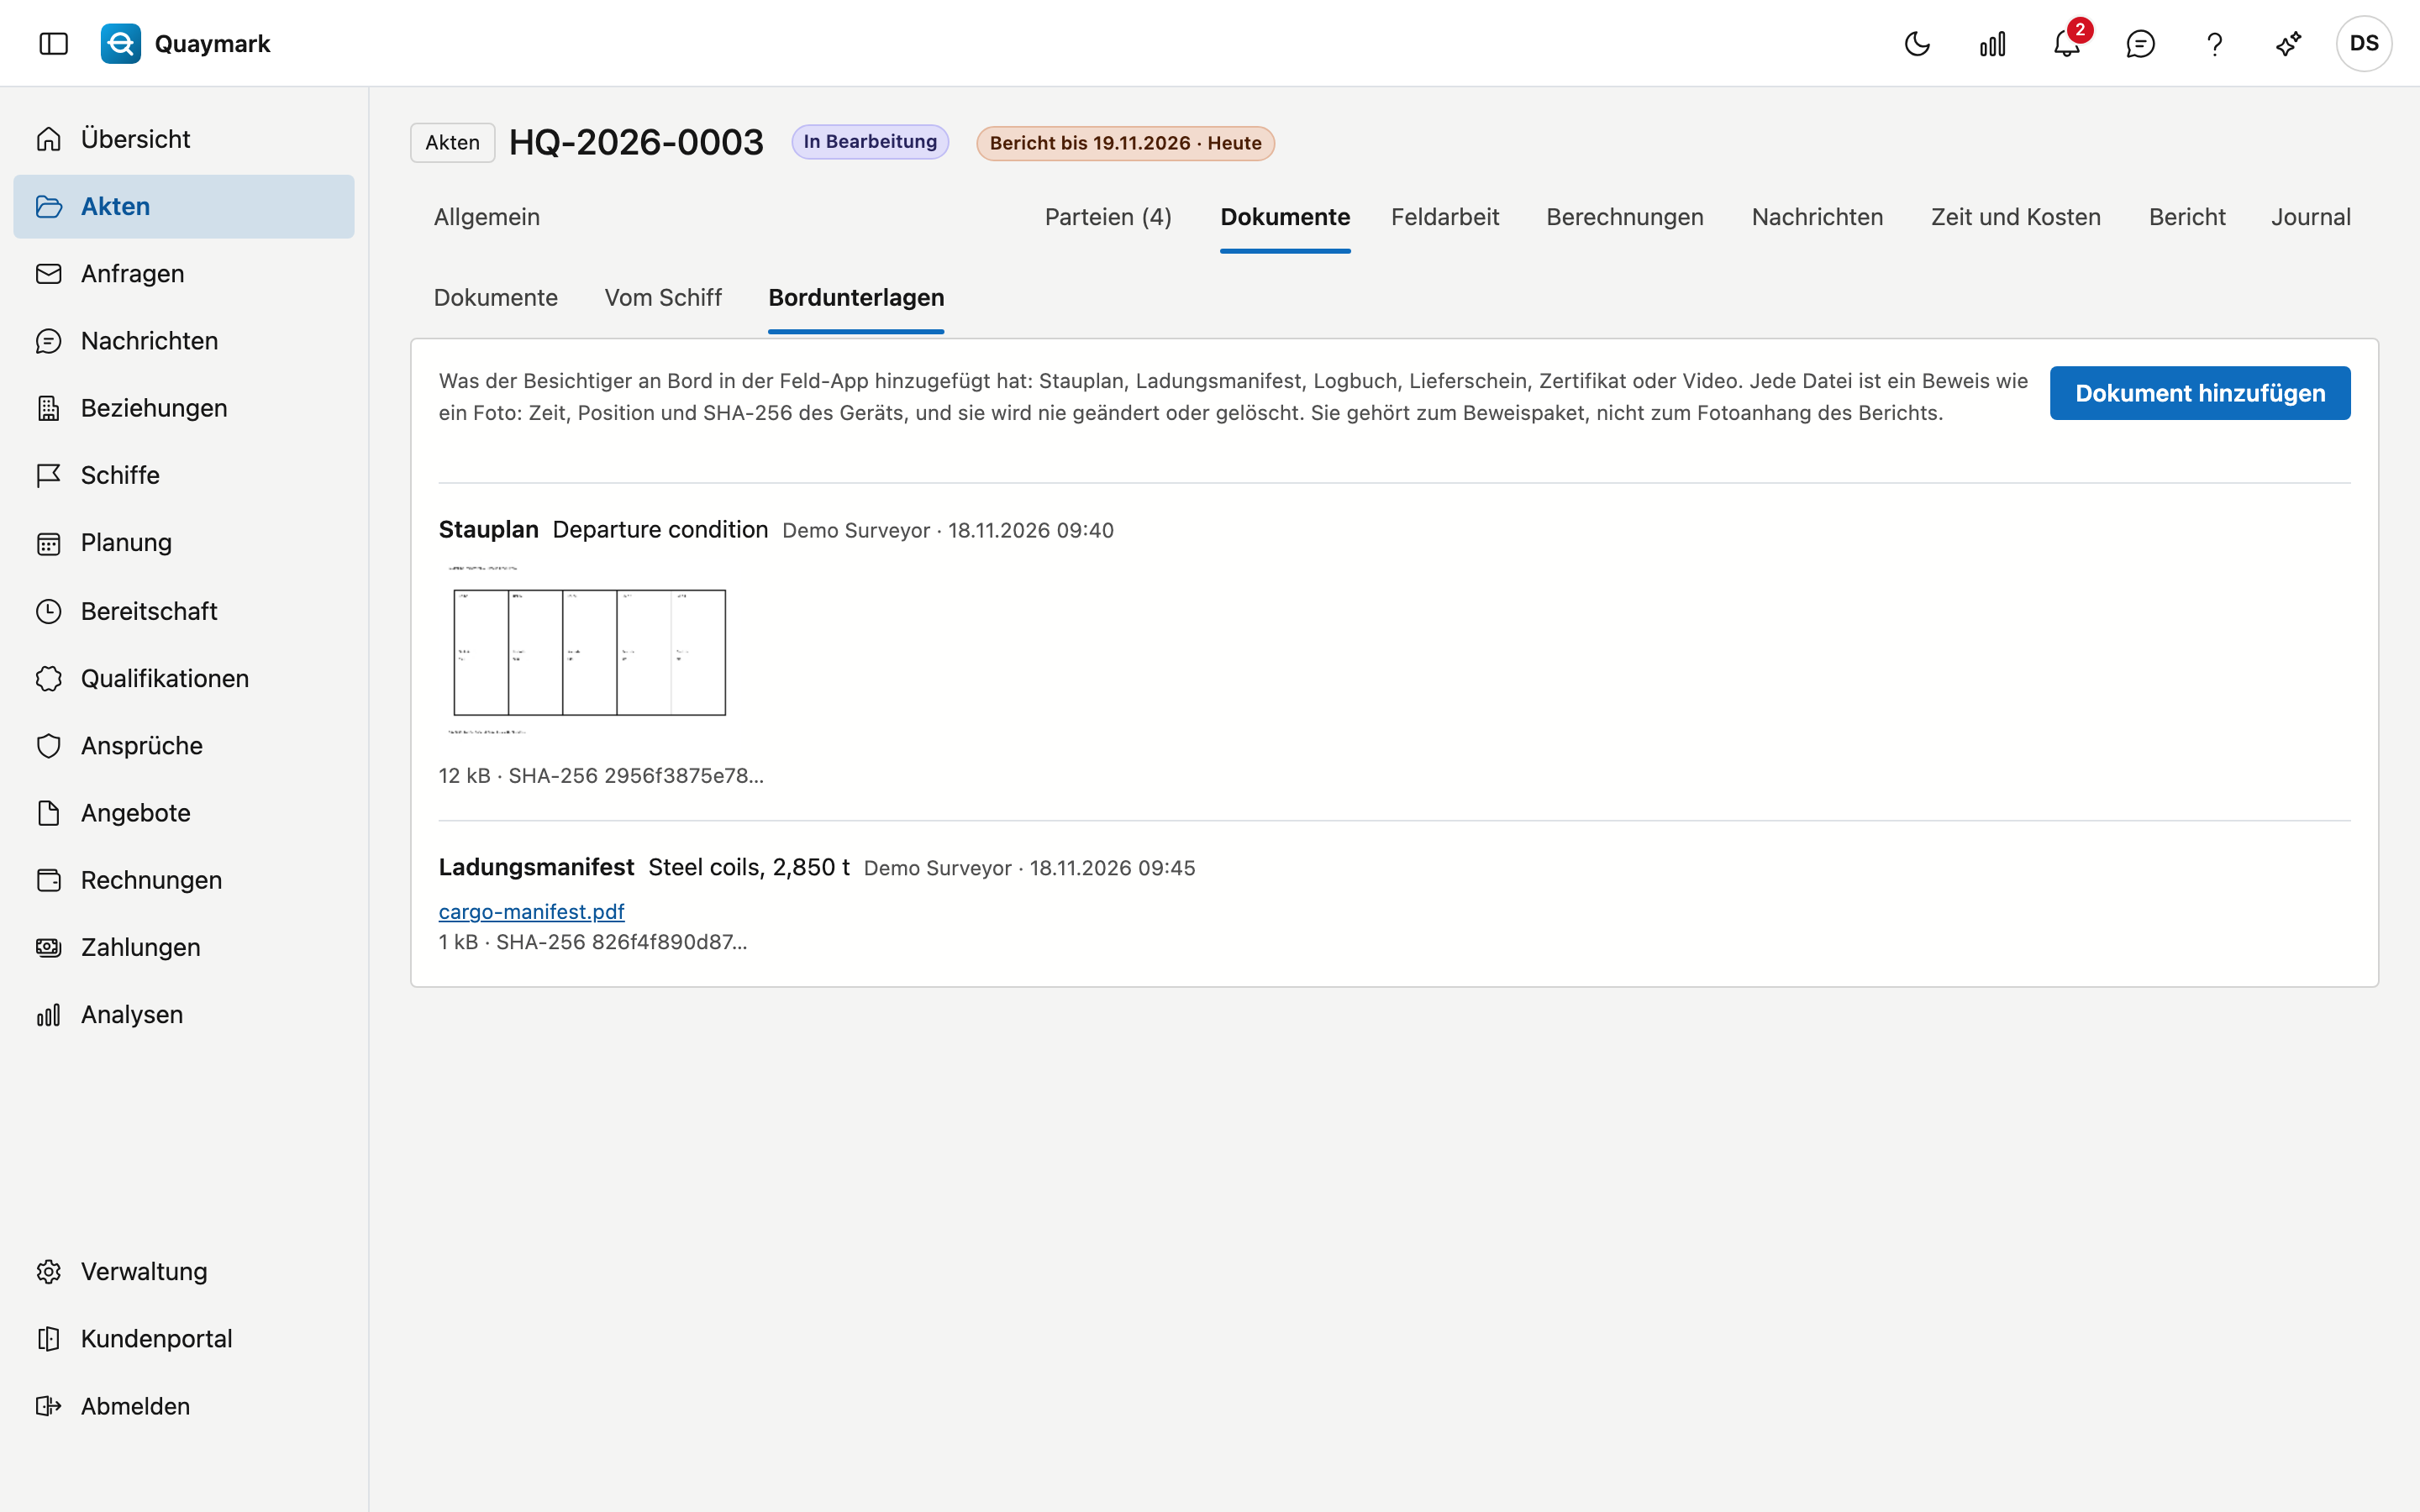 Quaymark
2
DS
Übersicht
Akten
Anfragen
Nachrichten
Beziehungen
Schiffe
Planung
Bereitschaft
Qualifikationen
Ansprüche
Angebote
Rechnungen
Zahlungen
Analysen
Verwaltung
Kundenportal
Abmelden
Akten HQ-2026-0003 In Bearbeitung Bericht bis 19.11.2026 · Heute
Allgemein Parteien (4) Dokumente Feldarbeit Berechnungen Nachrichten Zeit und Kosten Bericht Journal
Dokumente Vom Schiff Bordunterlagen
Was der Besichtiger an Bord in der Feld-App hinzugefügt hat: Stauplan, Ladungsmanifest, Logbuch, Lieferschein, Zertifikat oder Video. Jede Datei ist ein Beweis wie
ein Foto: Zeit, Position und SHA-256 des Geräts, und sie wird nie geändert oder gelöscht. Sie gehört zum Beweispaket, nicht zum Fotoanhang des Berichts.
Dokument hinzufügen
Stauplan Departure condition Demo Surveyor · 18.11.2026 09:40
12 kB · SHA-256 2956f3875e78…
Ladungsmanifest Steel coils, 2,850 t Demo Surveyor · 18.11.2026 09:45
cargo-manifest.pdf
1 kB · SHA-256 826f4f890d87…